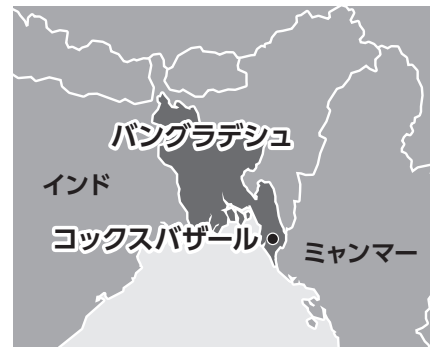 バングラデシュ
インド
コックスバザール
ミャンマー